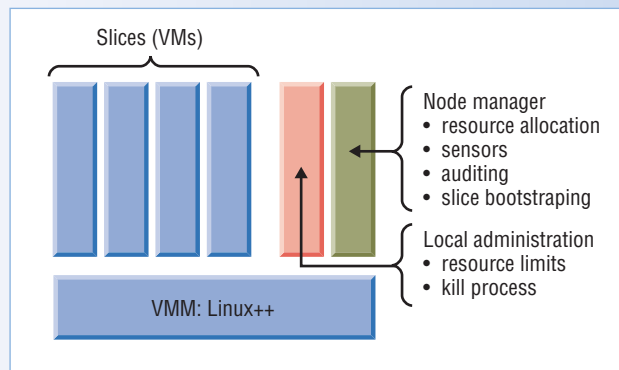 Slices (VMs)
Node manager
• resource allocation
• sensors
• auditing
• slice bootstraping
Local administration
• resource limits
• kill process
VMM: Linux++